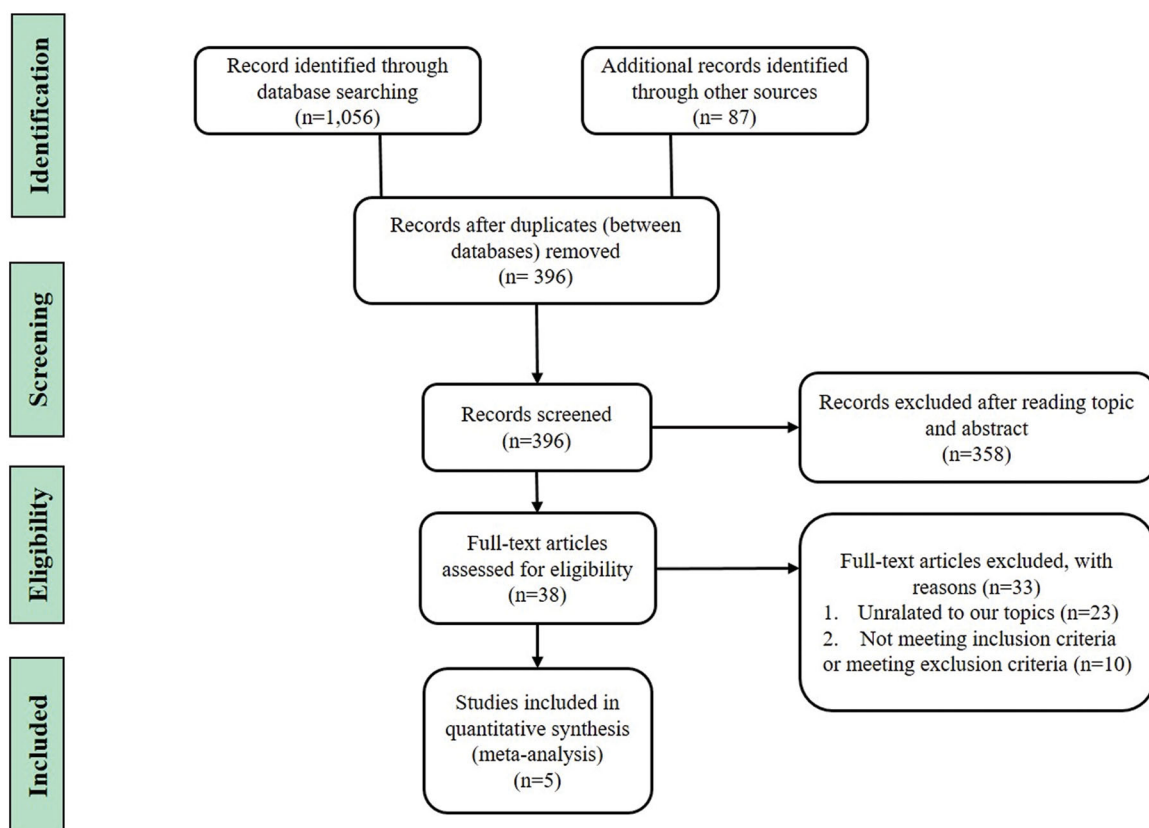 Identification
Record identified through
database searching
(n=1,056)
Additional records identified
through other sources
(n= 87)
Records after duplicates (between
databases) removed
(n= 396)
Screening
Records screened
(n=396)
Records excluded after reading topic
and abstract
(n=358)
Eligibility
Full-text articles
assessed for eligibility
(n=38)
Full-text articles excluded, with
reasons (n=33)
1. Unralated to our topics (n=23)
2. Not meeting inclusion criteria
or meeting exclusion criteria (n=10)
Included
Studies included in
quantitative synthesis
(meta-analysis)
(n=5)